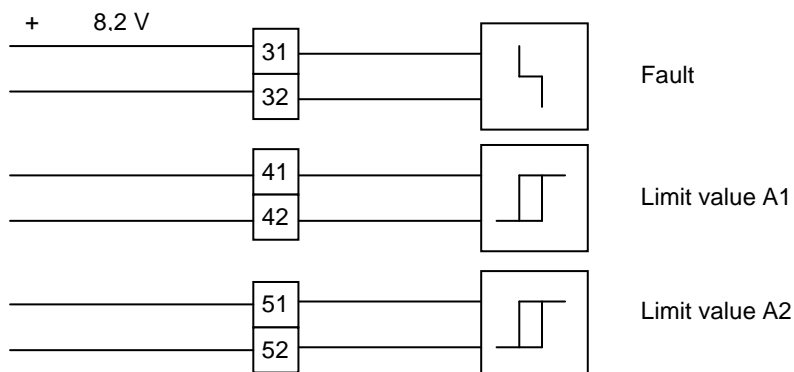 + 8,2 V
31
32
Fault
41
42
Limit value A1
51
52
Limit value A2